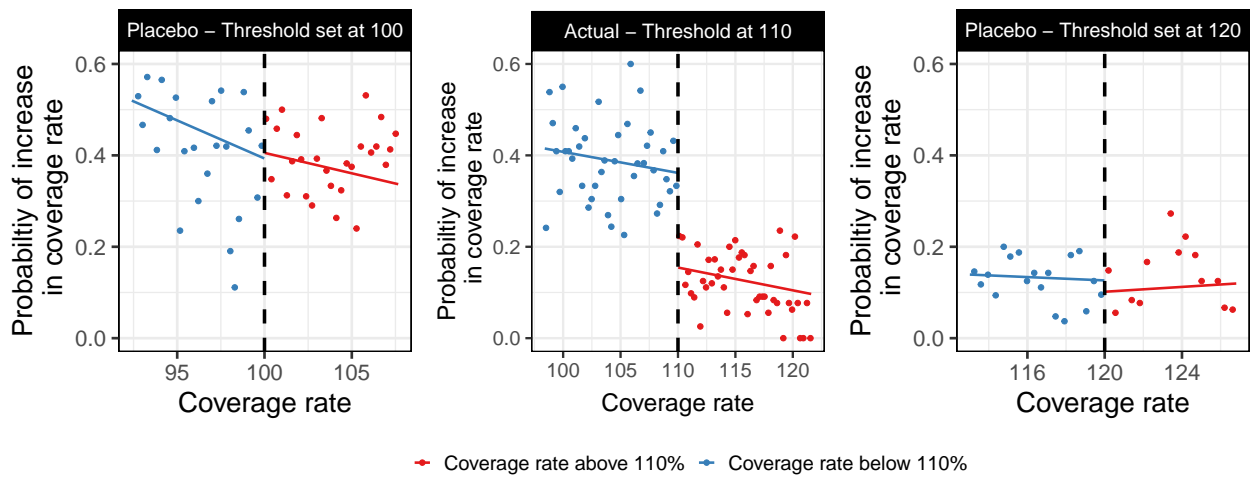 Placebo – Threshold set at 100
Probabiltiy of increase
in coverage rate
0.6
0.4
0.2
0.0
95
100
105
Coverage rate
Actual – Threshold at 110
Probabiltiy of increase
in coverage rate
0.6
0.4
0.2
0.0
100
105
110
115
120
Coverage rate
Placebo – Threshold set at 120
Probabiltiy of increase
in coverage rate
0.6
0.4
0.2
0.0
116
120
124
Coverage rate
Coverage rate above 110%
Coverage rate below 110%